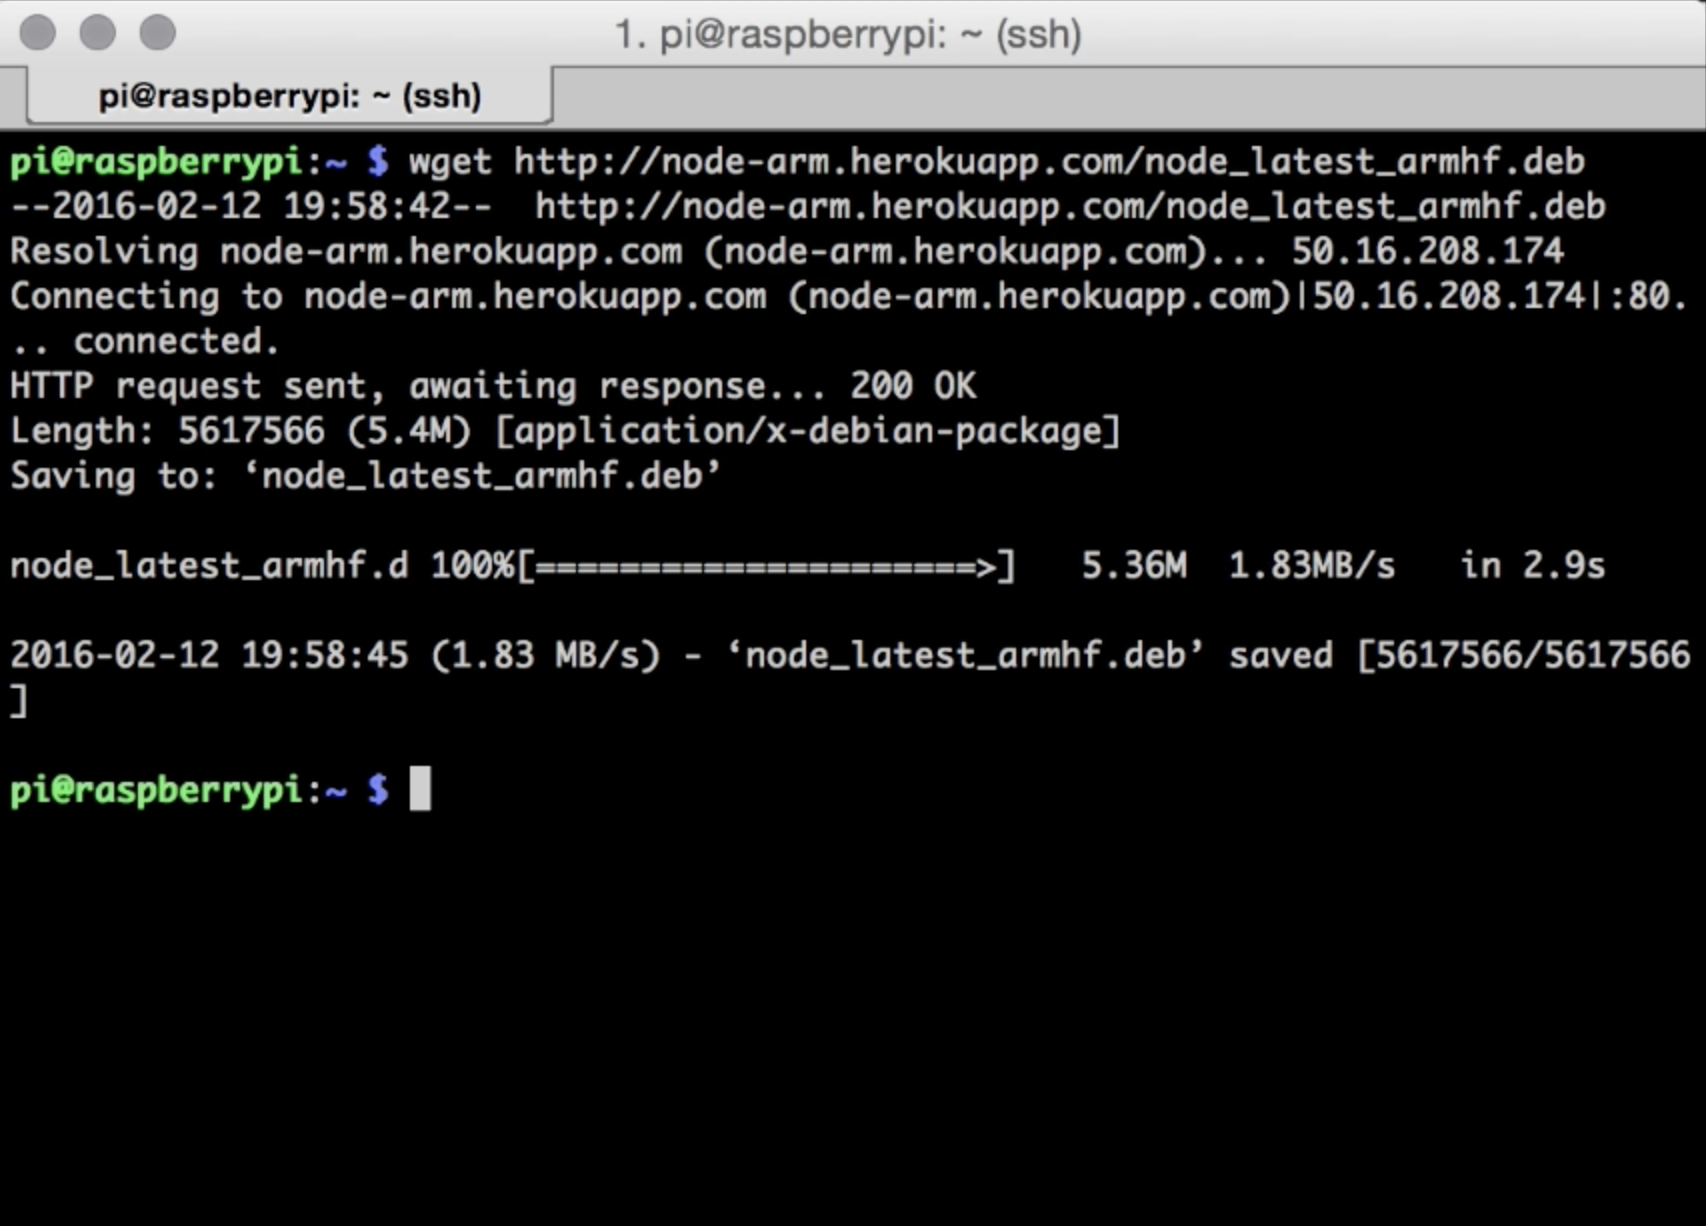 1. pi@raspberrypi: ~ (ssh)
pi@raspberrypi: ~ (ssh)
pi@raspberrypi:~ $ wget http://node-arm.herokuapp.com/node_latest_armhf.deb
--2016-02-12 19:58:42--  http://node-arm.herokuapp.com/node_latest_armhf.deb
Resolving node-arm.herokuapp.com (node-arm.herokuapp.com)... 50.16.208.174
Connecting to node-arm.herokuapp.com (node-arm.herokuapp.com)|50.16.208.174|:80.
.. connected.
HTTP request sent, awaiting response... 200 OK
Length: 5617566 (5.4M) [application/x-debian-package]
Saving to: ‘node_latest_armhf.deb’
node_latest_armhf.d 100%[=====================>]   5.36M  1.83MB/s   in 2.9s
2016-02-12 19:58:45 (1.83 MB/s) - ‘node_latest_armhf.deb’ saved [5617566/5617566
]
pi@raspberrypi:~ $